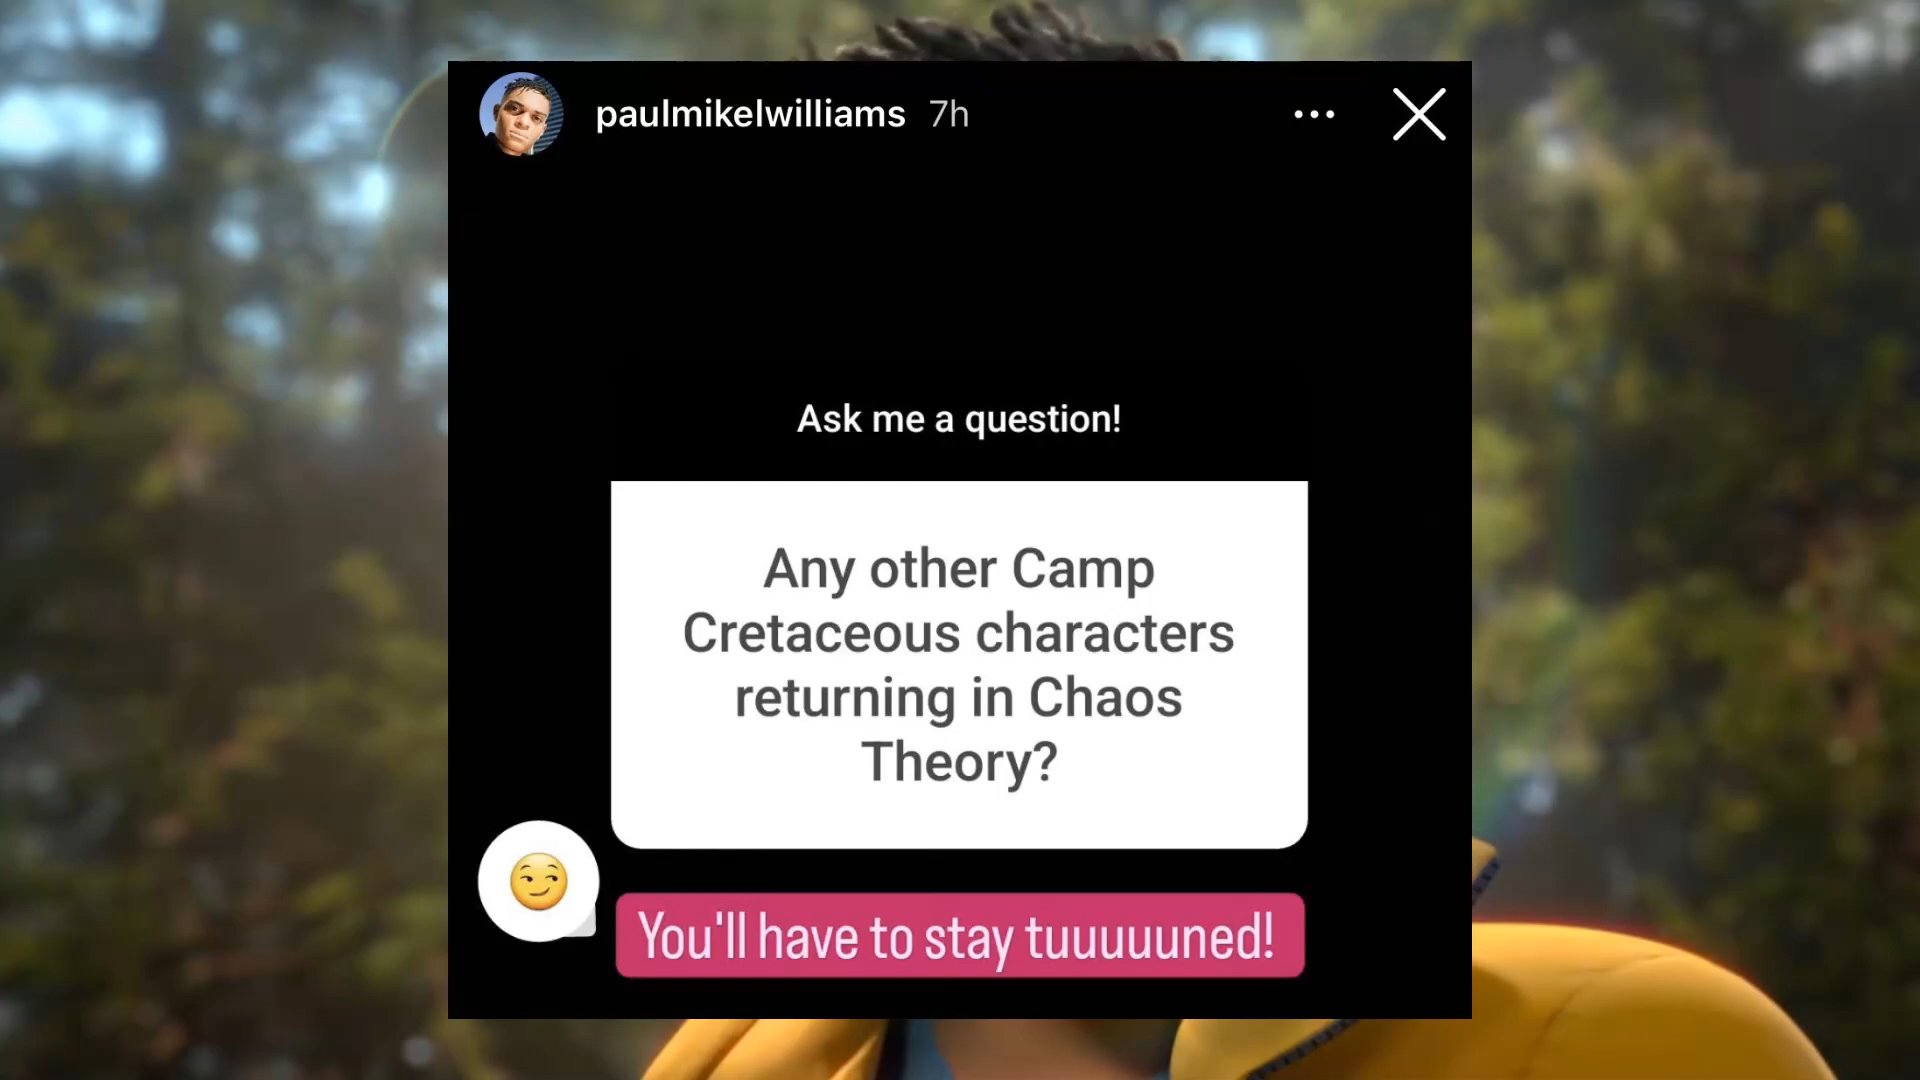 paulmikelwilliams 7h
Ask me a question!
Any other Camp
Cretaceous characters
returning in Chaos
Theory?
You'll have to stay tuuuuuned!